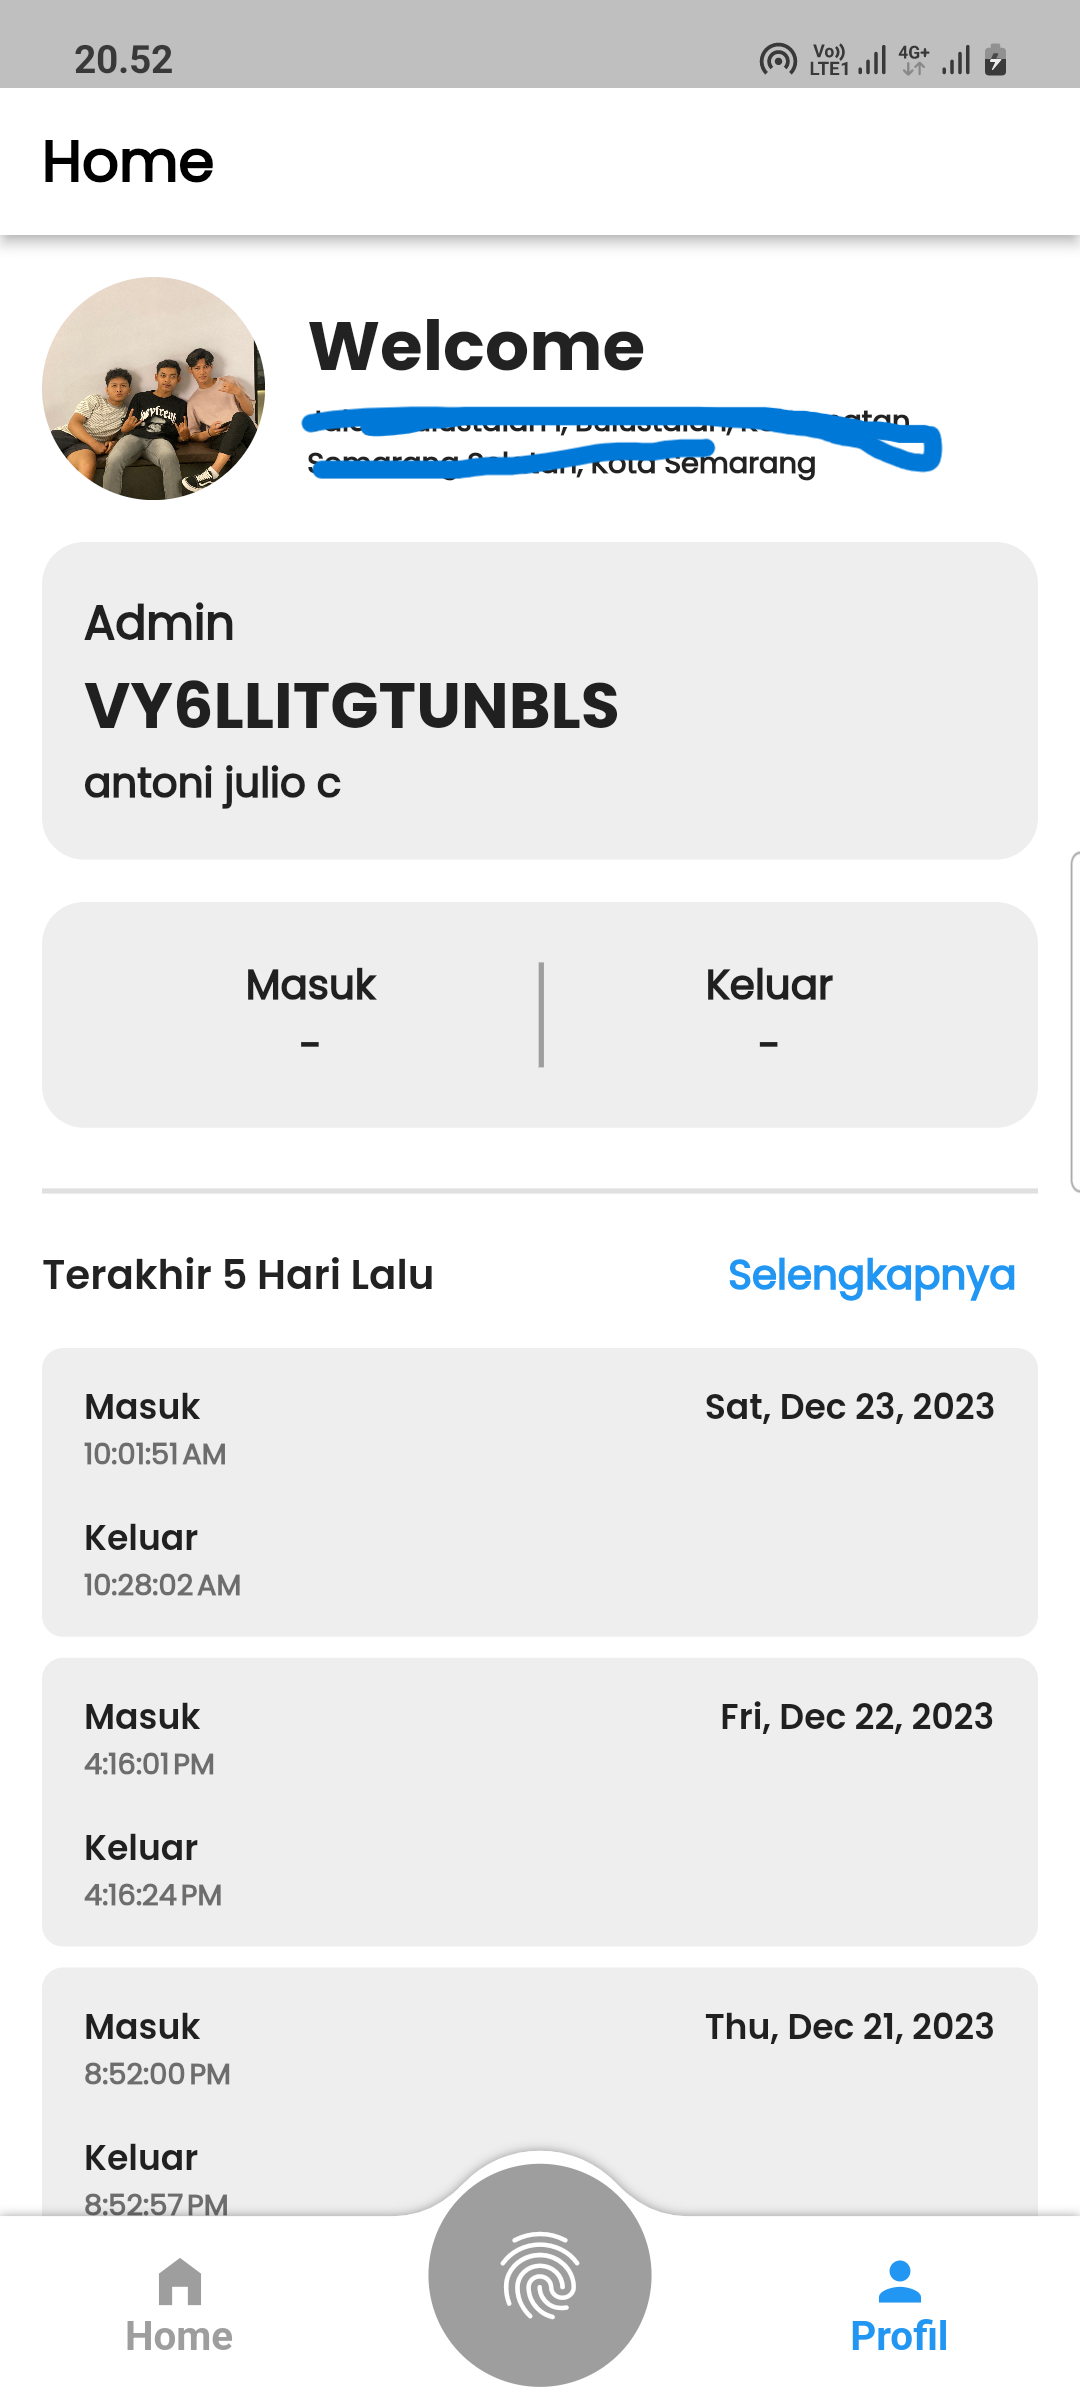 20.52
Vo))
LTE1
4G+
Home
Welcome
Kota Semarang
Admin
VY6LLITGTUNBLS
antoni julio c
Masuk
Keluar
-
-
Terakhir 5 Hari Lalu
Selengkapnya
Masuk
Sat, Dec 23, 2023
10:01:51 AM
Keluar
10:28:02 AM
Masuk
Fri, Dec 22, 2023
4:16:01 PM
Keluar
4:16:24 PM
Masuk
Thu, Dec 21, 2023
8:52:00 PM
Keluar
8:52:57 PM
Home
Profil